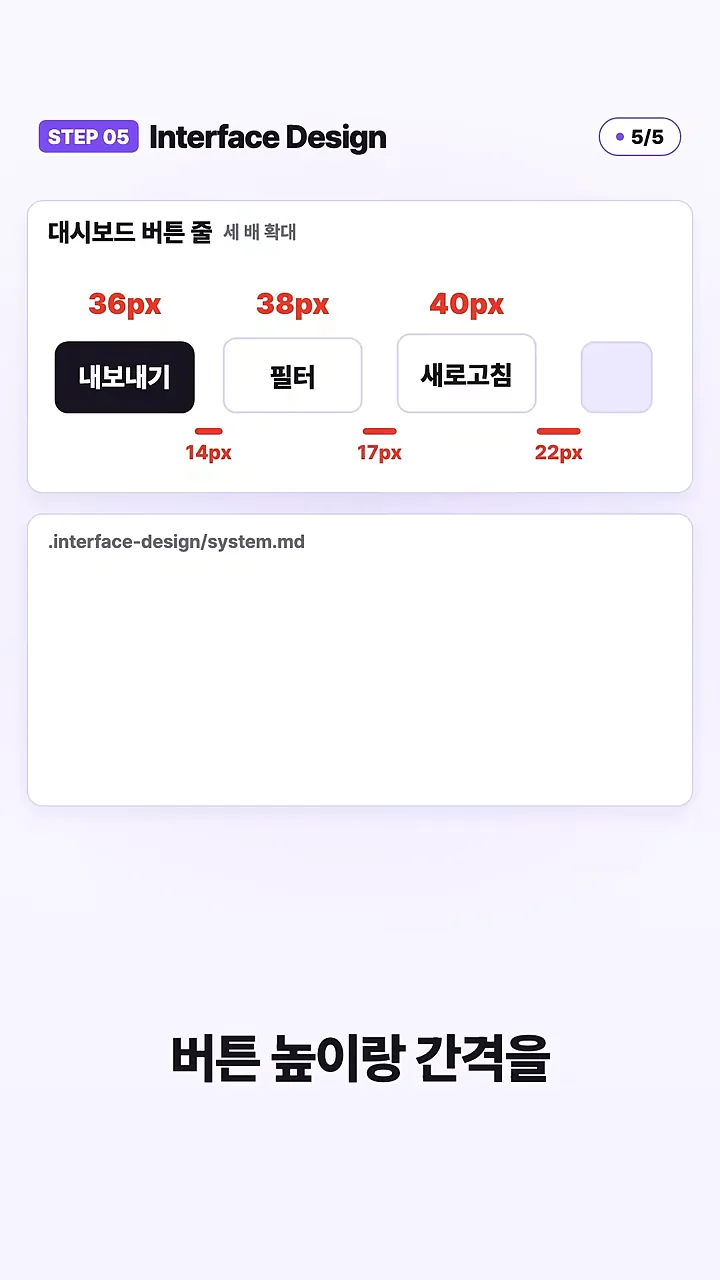 STEP 05 Interface Design 5/5
대시보드 버튼 줄 세 배 확대
36px 38px 40px
내보내기 필터 새로고침
14px 17px 22px
.interface-design/system.md
버튼 높이랑 간격을